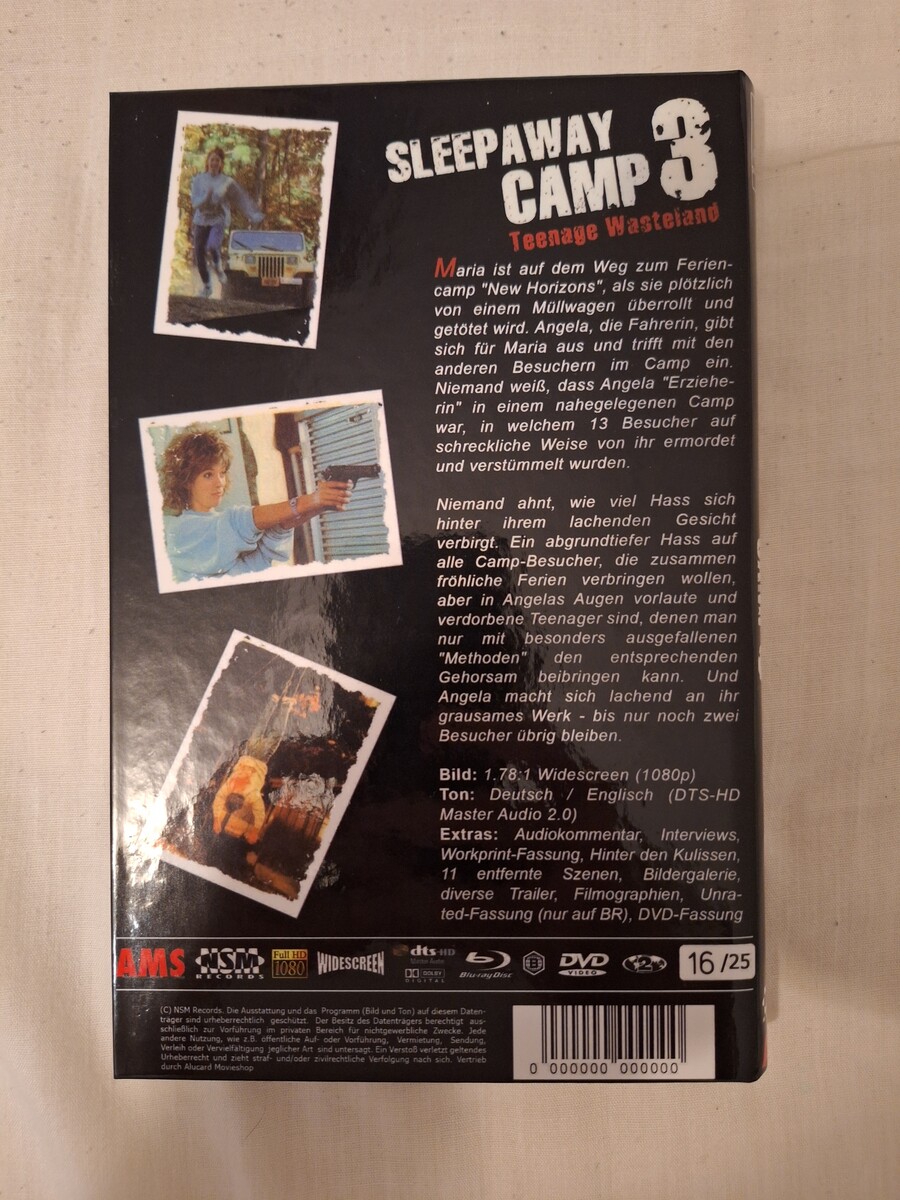 SLEEPAWAY
CAMP 3
Teenage Wasteland
Maria ist auf dem Weg zum Ferien-
camp "New Horizons", als sie plötzlich
von einem Müllwagen überrollt und
getötet wird. Angela, die Fahrerin, gibt
sich für Maria aus und trifft mit den
anderen Besuchern im Camp ein.
Niemand weiß, dass Angela "Erziehe-
rin" in einem nahegelegenen Camp
war, in welchem 13 Besucher auf
schreckliche Weise von ihr ermordet
und verstümmelt wurden.
Niemand ahnt, wie viel Hass sich
hinter ihrem lachenden Gesicht
verbirgt. Ein abgrundtiefer Hass auf
alle Camp-Besucher, die zusammen
fröhliche Ferien verbringen wollen,
aber in Angelas Augen vorlaute und
verdorbene Teenager sind, denen man
nur mit besonders ausgefallenen
"Methoden" den entsprechenden
Gehorsam beibringen kann. Und
Angela macht sich lachend an ihr
grausames Werk - bis nur noch zwei
Besucher übrig bleiben.
Bild: 1.78:1 Widescreen (1080p)
Ton: Deutsch / Englisch (DTS-HD
Master Audio 2.0)
Extras: Audiokommentar, Interviews,
Workprint-Fassung, Hinter den Kulissen,
11 entfernte Szenen, Bildergalerie,
diverse Trailer, Filmographien, Unra-
ted-Fassung (nur auf BR), DVD-Fassung
AMS NSM RECORDS Full HD 1080 WIDESCREEN dts-HD Master Audio DOLBY DIGITAL Blu-ray Disc B DVD VIDEO 2 16/25
(C) NSM Records. Die Ausstattung und das Programm (Bild und Ton) auf diesem Daten-
träger sind urheberrechtlich geschützt. Der Besitz des Datenträgers berechtigt aus-
schließlich zur Vorführung im privaten Bereich für nichtgewerbliche Zwecke. Jede
andere Nutzung, wie z.B. öffentliche Auf- oder Vorführung, Vermietung, Sendung,
Verleih oder Vervielfältigung jeglicher Art sind untersagt. Ein Verstoß verletzt geltendes
Urheberrecht und zieht straf- und/oder zivilrechtliche Verfolgung nach sich. Vertrieb
durch Alucard Movieshop
0 000000 000000